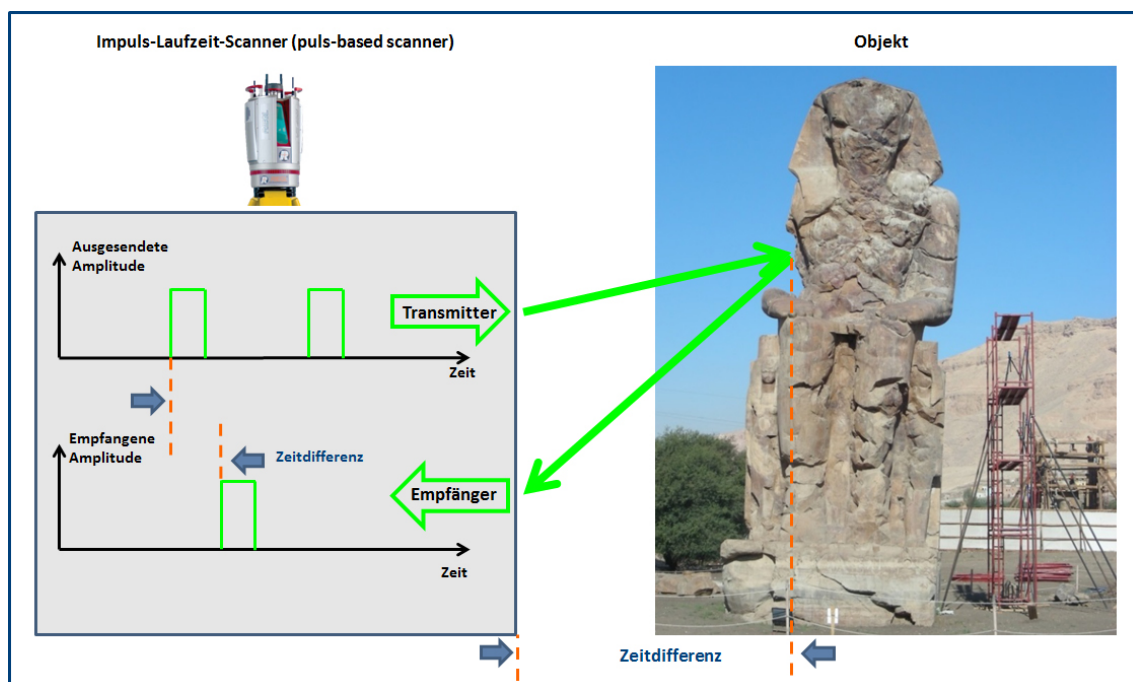 Impuls-Laufzeit-Scanner (puls-based scanner)
Objekt
Ausgesendete
Amplitude
Transmitter
Zeit
Empfangene
Amplitude
Zeitdifferenz
Empfänger
Zeit
Zeitdifferenz